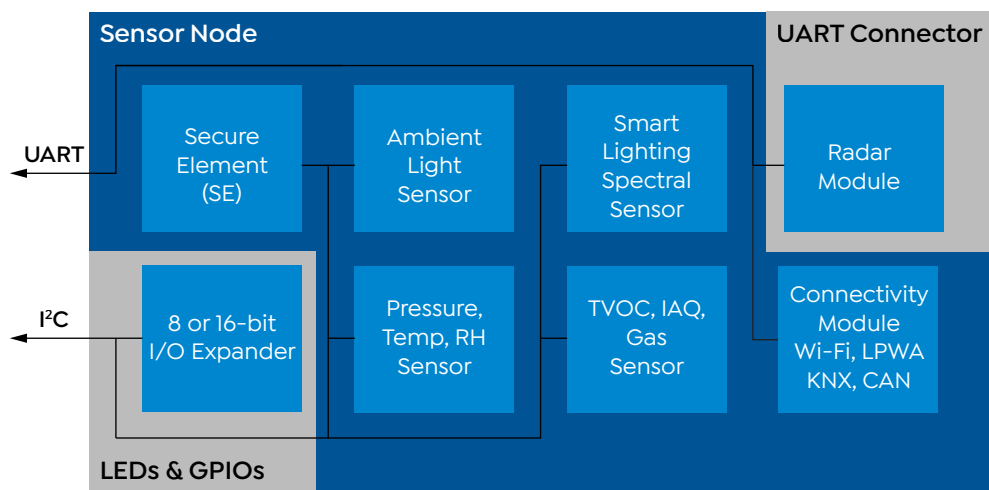 Sensor Node
UART Connector
UART
Secure
Element
(SE)
Ambient
Light
Sensor
Smart
Lighting
Spectral
Sensor
Radar
Module
I²C
8 or 16-bit
I/O Expander
Pressure,
Temp, RH
Sensor
TVOC, IAQ,
Gas
Sensor
Connectivity
Module
Wi-Fi, LPWA
KNX, CAN
LEDs & GPIOs